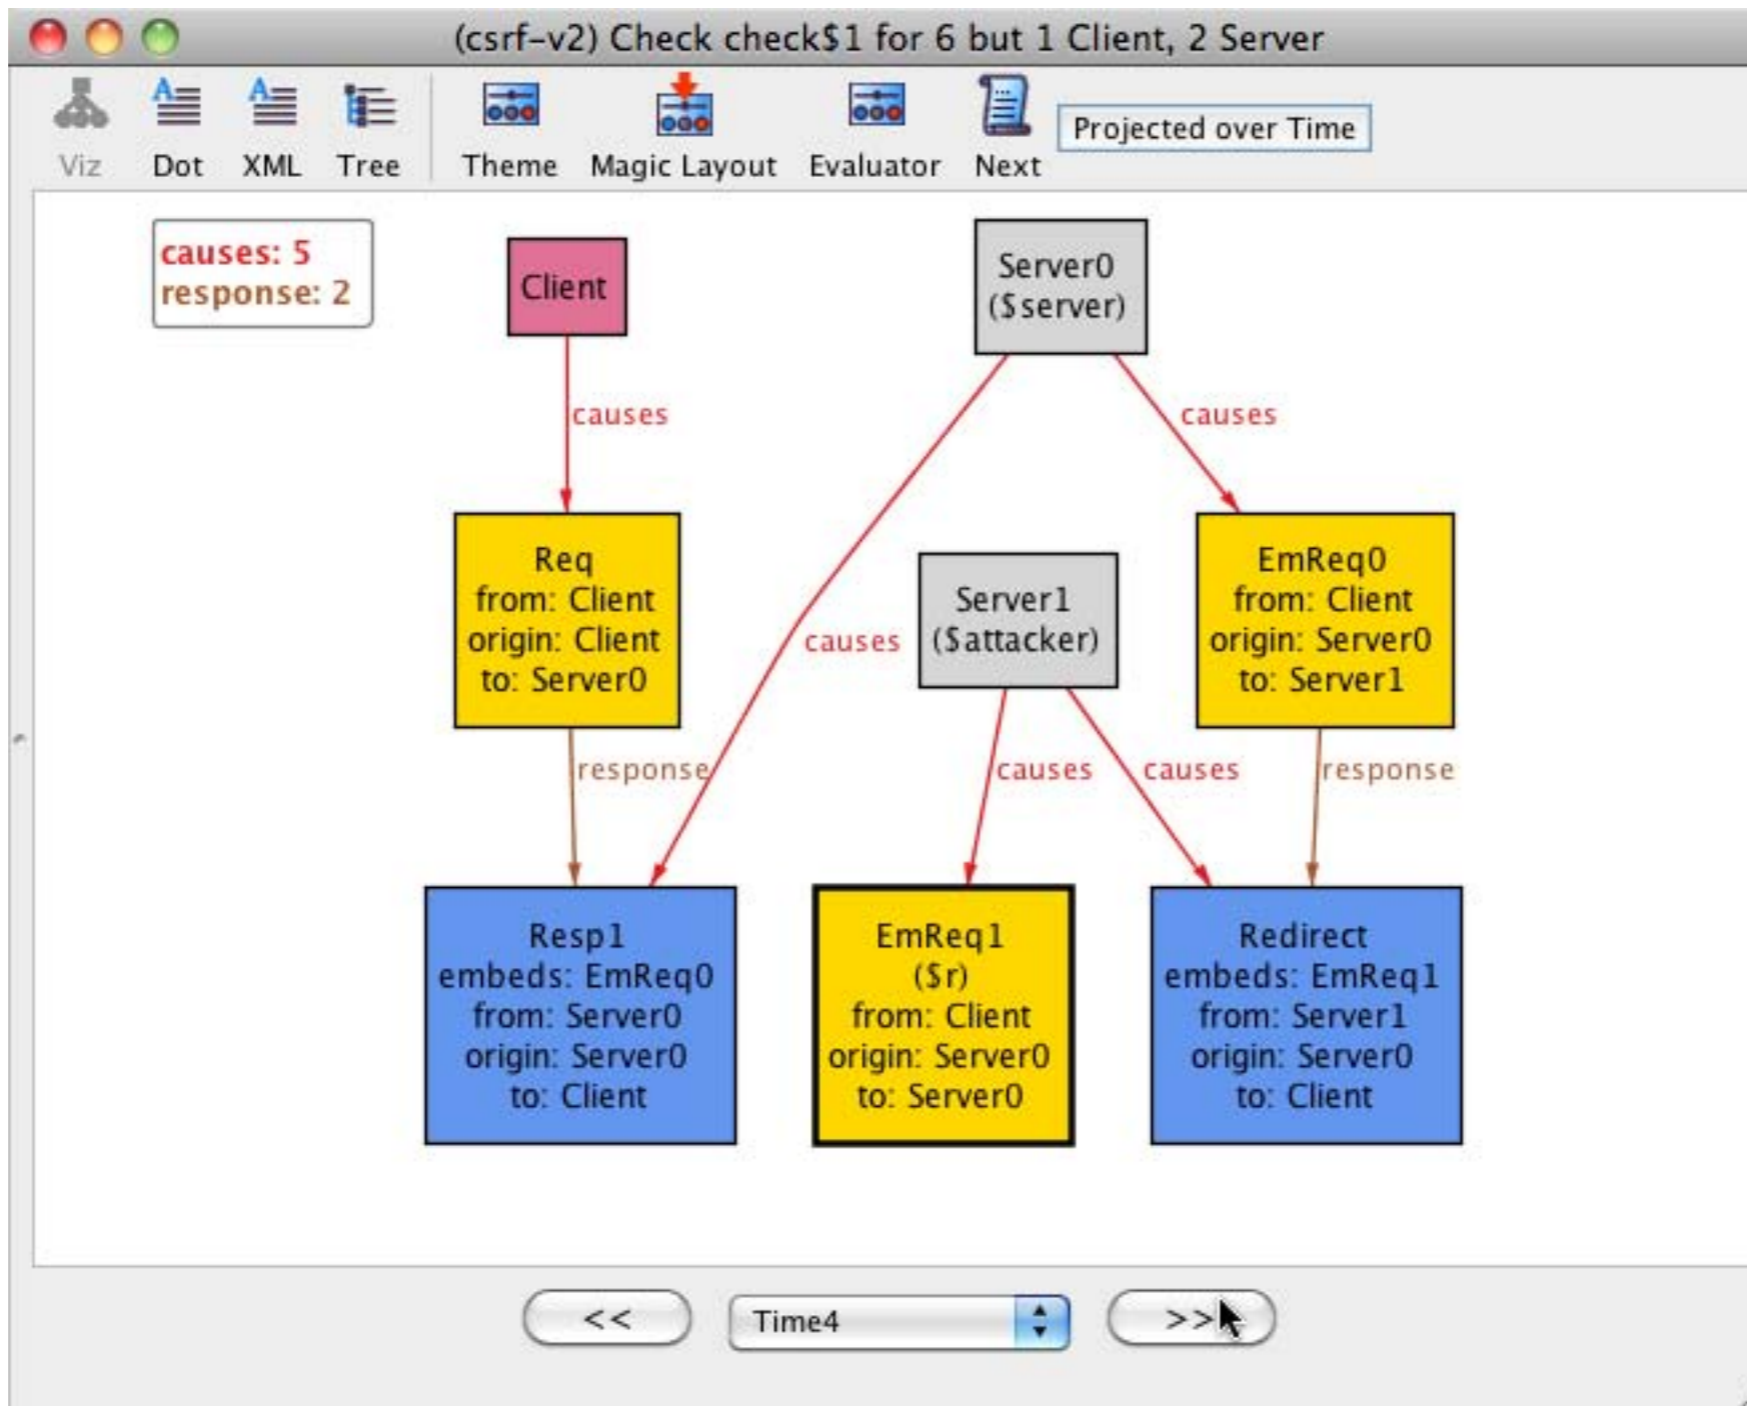 (csrf-v2) Check check$1 for 6 but 1 Client, 2 Server
Viz
Dot
XML
Tree
Theme
Magic Layout
Evaluator
Next
Projected over Time
causes: 5
response: 2
Client
Server0
($server)
causes
causes
Req
from: Client
origin: Client
to: Server0
causes
Server1
($attacker)
EmReq0
from: Client
origin: Server0
to: Server1
response
causes
causes
response
Resp1
embeds: EmReq0
from: Server0
origin: Server0
to: Client
EmReq1
($r)
from: Client
origin: Server0
to: Server0
Redirect
embeds: EmReq1
from: Server1
origin: Server0
to: Client
<<
Time4
>>